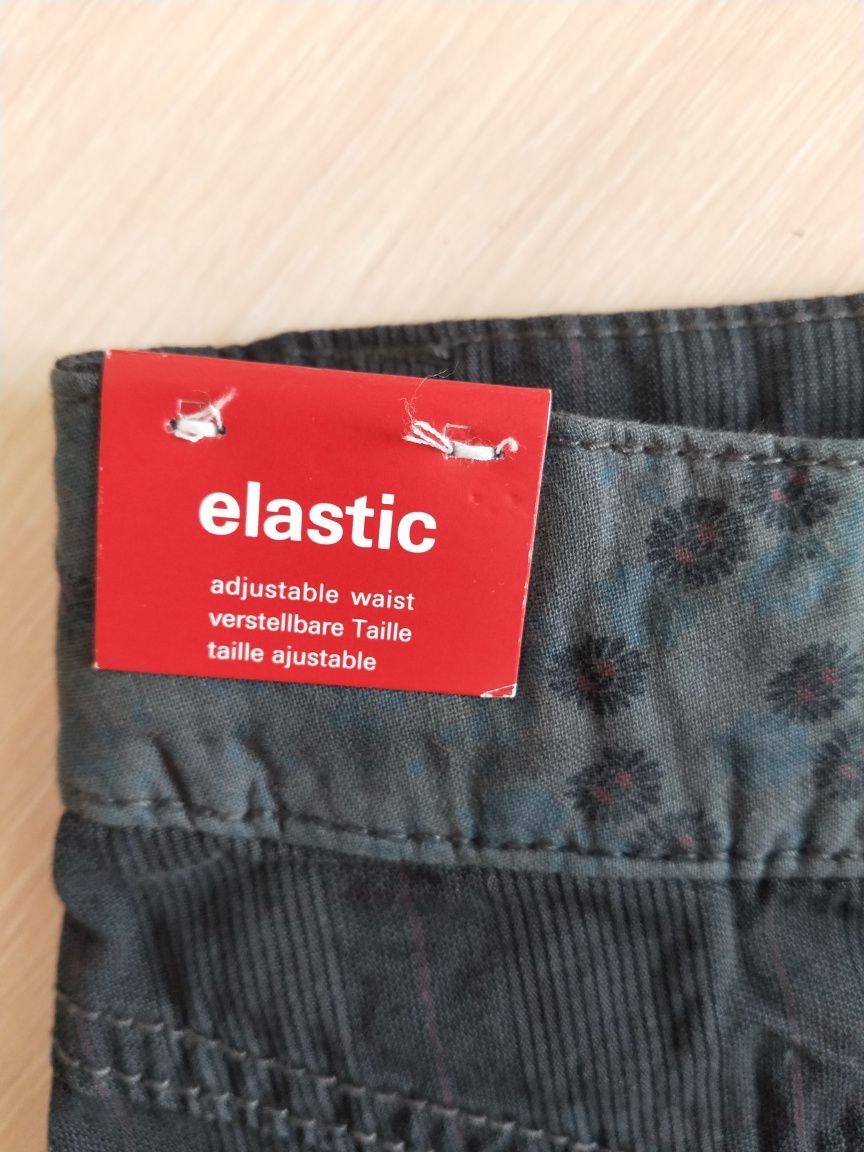 elastic
adjustable waist
verstellbare Taille
taille ajustable